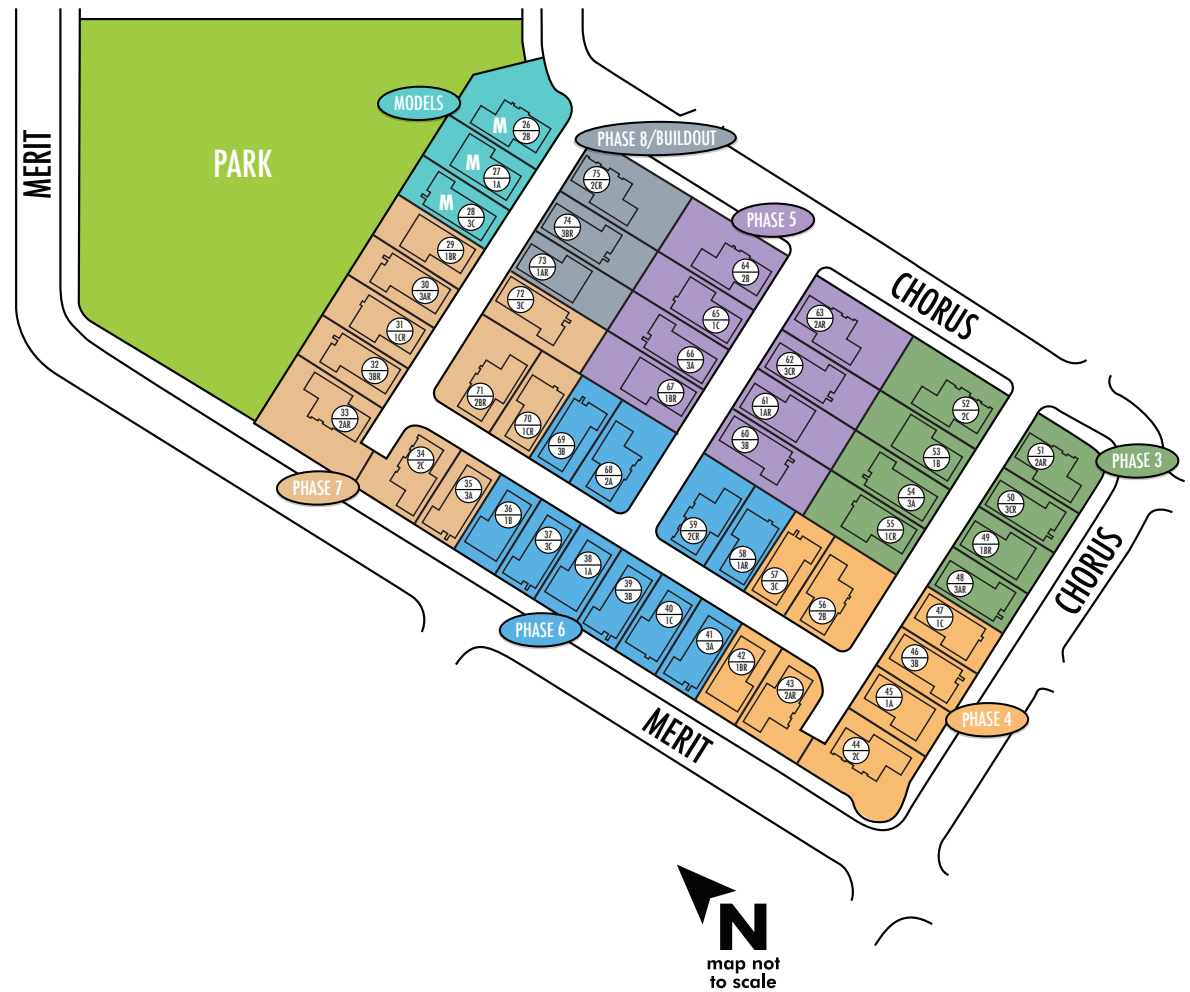 MERIT
PARK
MODELS
M
26
2B
M
27
1A
M
28
3C
29
1BR
30
3AR
31
1CR
32
3BR
33
2AR
PHASE 7
34
2C
35
3A
PHASE 8/BUILDOUT
75
2CR
74
3BR
73
1AR
72
3C
71
2BR
70
1CR
69
3B
68
2A
PHASE 5
64
2B
65
1C
66
3A
67
1BR
CHORUS
63
2AR
62
3CR
61
1AR
60
3B
59
2CR
58
1AR
57
3C
56
2B
52
2C
53
1B
54
3A
55
1CR
PHASE 3
51
2AR
50
3CR
49
1BR
48
3AR
CHORUS
47
1C
46
3B
45
1A
44
2C
PHASE 4
36
1B
37
3C
38
1A
39
3B
40
1C
41
3A
PHASE 6
42
1BR
43
2AR
MERIT
N
map not
to scale